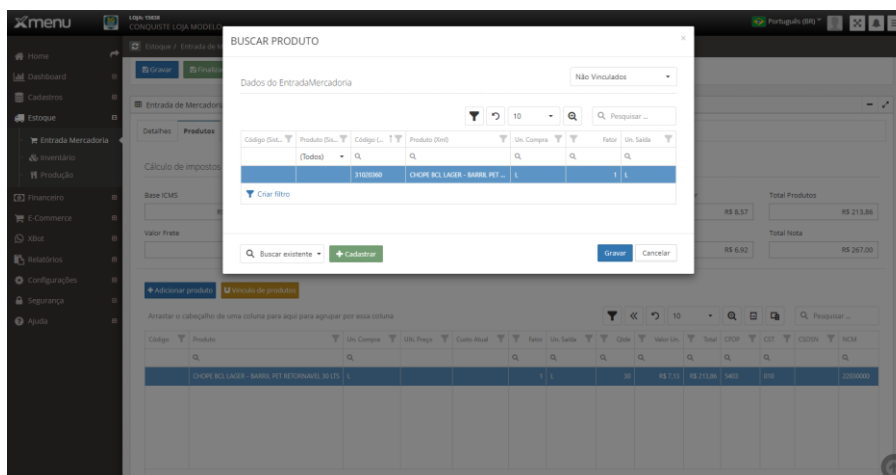 Xmenu
LOJA: TESTE
CONQUISTE LOJA MODELO
Português (BR)
Home
Dashboard
Cadastros
Estoque
Entrada Mercadoria
Inventário
Produção
Financeiro
E-Commerce
XBot
Relatórios
Configurações
Segurança
Ajuda
Estoque / Entrada de M
Gravar
Finaliza
Entrada de Mercadoria
Detalhes Produtos
Cálculo de impostos
Base ICMS
Valor Frete
R$ 8,57
R$ 6,92
Total Produtos
R$ 213,86
Total Nota
R$ 267,00
BUSCAR PRODUTO
×
Dados do EntradaMercadoria
Não Vinculados
10
Pesquisar ...
Código (Sist... Produto (Sis... Código (... Produto (Xml) Un. Compra Fator Un. Saída
(Todos)
31020360 CHOPE BCL LAGER - BARRIL PET ... L 1 L
Criar filtro
Buscar existente
+ Cadastrar
Gravar
Cancelar
+ Adicionar produto
Vinculo de produtos
Arrastar o cabeçalho de uma coluna para aqui para agrupar por essa coluna
10
Pesquisar ...
Código Produto Un. Compra Ult. Preço Custo Atual Fator Un. Saída Qtde Valor Un. Total CFOP CST CSOSN NCM
CHOPE BCL LAGER - BARRIL PET RETORNAVEL 30 LTS L 1 L 30 R$ 7,13 R$ 213,86 5403 010 22030000